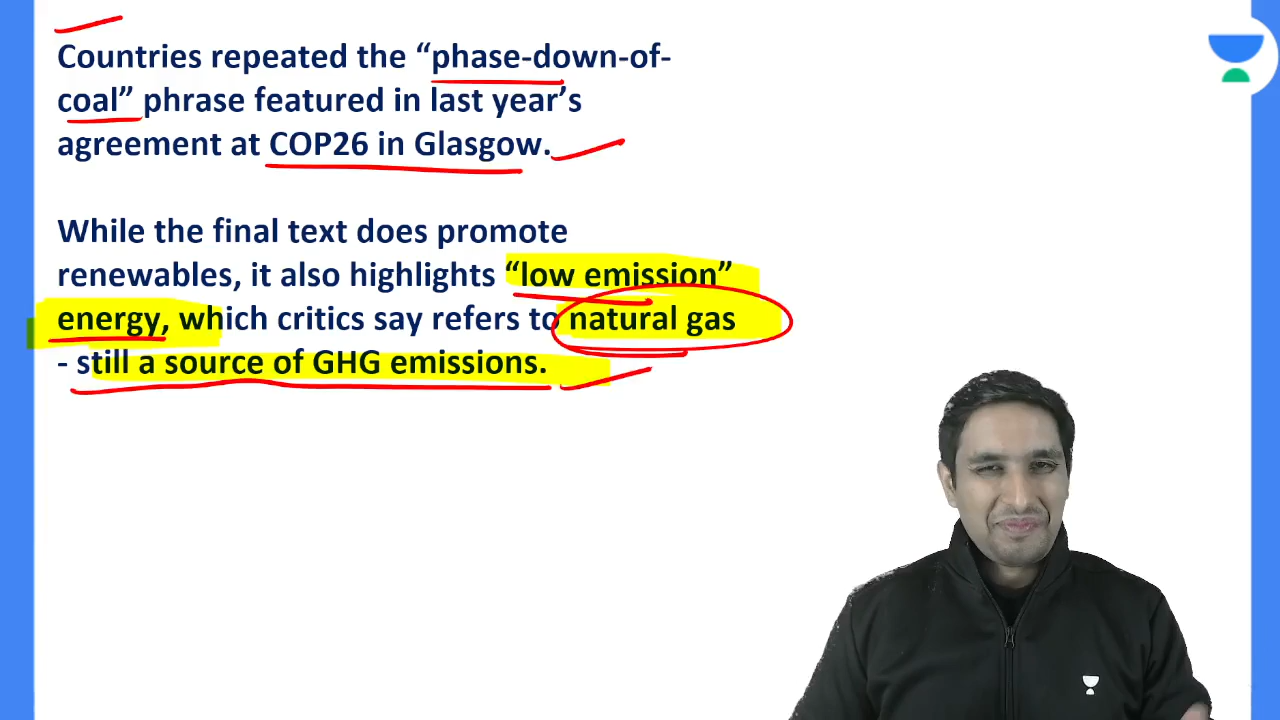 Countries repeated the “phase-down-of-
coal” phrase featured in last year’s
agreement at COP26 in Glasgow.
While the final text does promote
renewables, it also highlights “low emission”
energy, which critics say refers to natural gas
- still a source of GHG emissions.